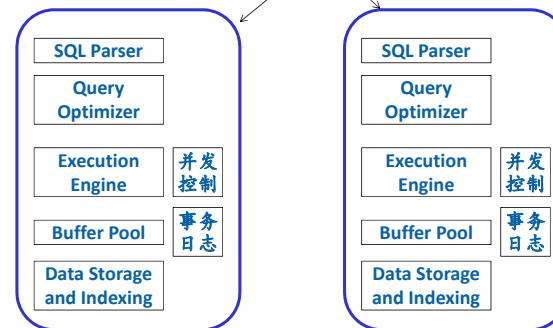 SQL Parser
Query
Optimizer
Execution
Engine
并发
控制
Buffer Pool
事务
日志
Data Storage
and Indexing
SQL Parser
Query
Optimizer
Execution
Engine
并发
控制
Buffer Pool
事务
日志
Data Storage
and Indexing